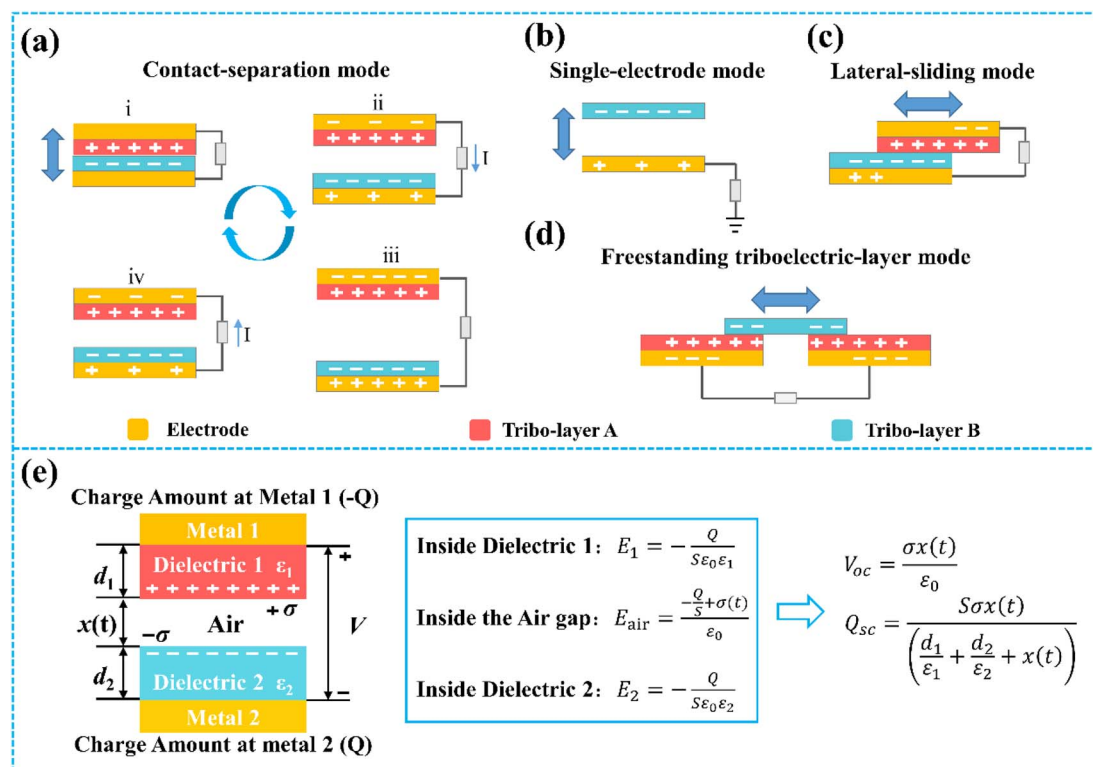 (a)
Contact-separation mode
i
ii
I
iii
iv
I
(b)
Single-electrode mode
(c)
Lateral-sliding mode
(d)
Freestanding triboelectric-layer mode
Electrode
Tribo-layer A
Tribo-layer B
(e)
Charge Amount at Metal 1 (-Q)
Metal 1
Dielectric 1 ε₁
+ + + + + + + +
+ σ
d₁
x(t)
−σ
Air
V
+
−
d₂
Dielectric 2 ε₂
Metal 2
Charge Amount at metal 2 (Q)
Inside Dielectric 1: E₁ = −Q/(Sε₀ε₁)
Inside the Air gap: E_air = (−Q/S+σ(t))/ε₀
Inside Dielectric 2: E₂ = −Q/(Sε₀ε₂)
V_oc = σx(t)/ε₀
Q_sc = Sσx(t)/(d₁/ε₁ + d₂/ε₂ + x(t))